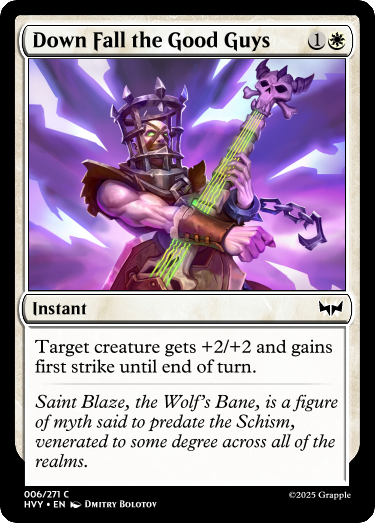 Down Fall the Good Guys 1
Instant
Target creature gets +2/+2 and gains
first strike until end of turn.
Saint Blaze, the Wolf's Bane, is a figure
of myth said to predate the Schism,
venerated to some degree across all of the
realms.
006/271 C
HVY • EN Dmitry Bolotov
©2025 Grapple